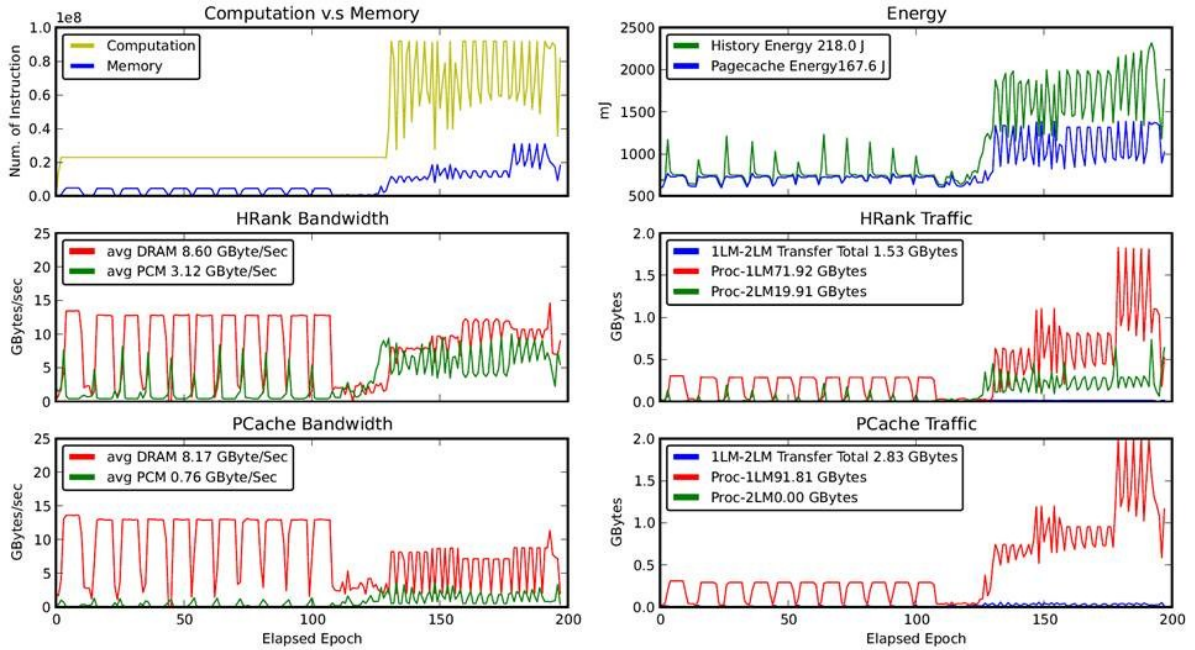 Computation v.s Memory
1e8
1.0
0.8
0.6
0.4
0.2
0.0
Num. of Instruction
Computation
Memory
Energy
2500
2000
1500
1000
500
mJ
History Energy 218.0 J
Pagecache Energy167.6 J
HRank Bandwidth
25
20
15
10
5
0
GBytes/sec
avg DRAM 8.60 GByte/Sec
avg PCM 3.12 GByte/Sec
HRank Traffic
2.0
1.5
1.0
0.5
0.0
GBytes
1LM-2LM Transfer Total 1.53 GBytes
Proc-1LM71.92 GBytes
Proc-2LM19.91 GBytes
PCache Bandwidth
25
20
15
10
5
0
GBytes/sec
avg DRAM 8.17 GByte/Sec
avg PCM 0.76 GByte/Sec
0 50 100 150 200
Elapsed Epoch
PCache Traffic
2.0
1.5
1.0
0.5
0.0
GBytes
1LM-2LM Transfer Total 2.83 GBytes
Proc-1LM91.81 GBytes
Proc-2LM0.00 GBytes
0 50 100 150 200
Elapsed Epoch